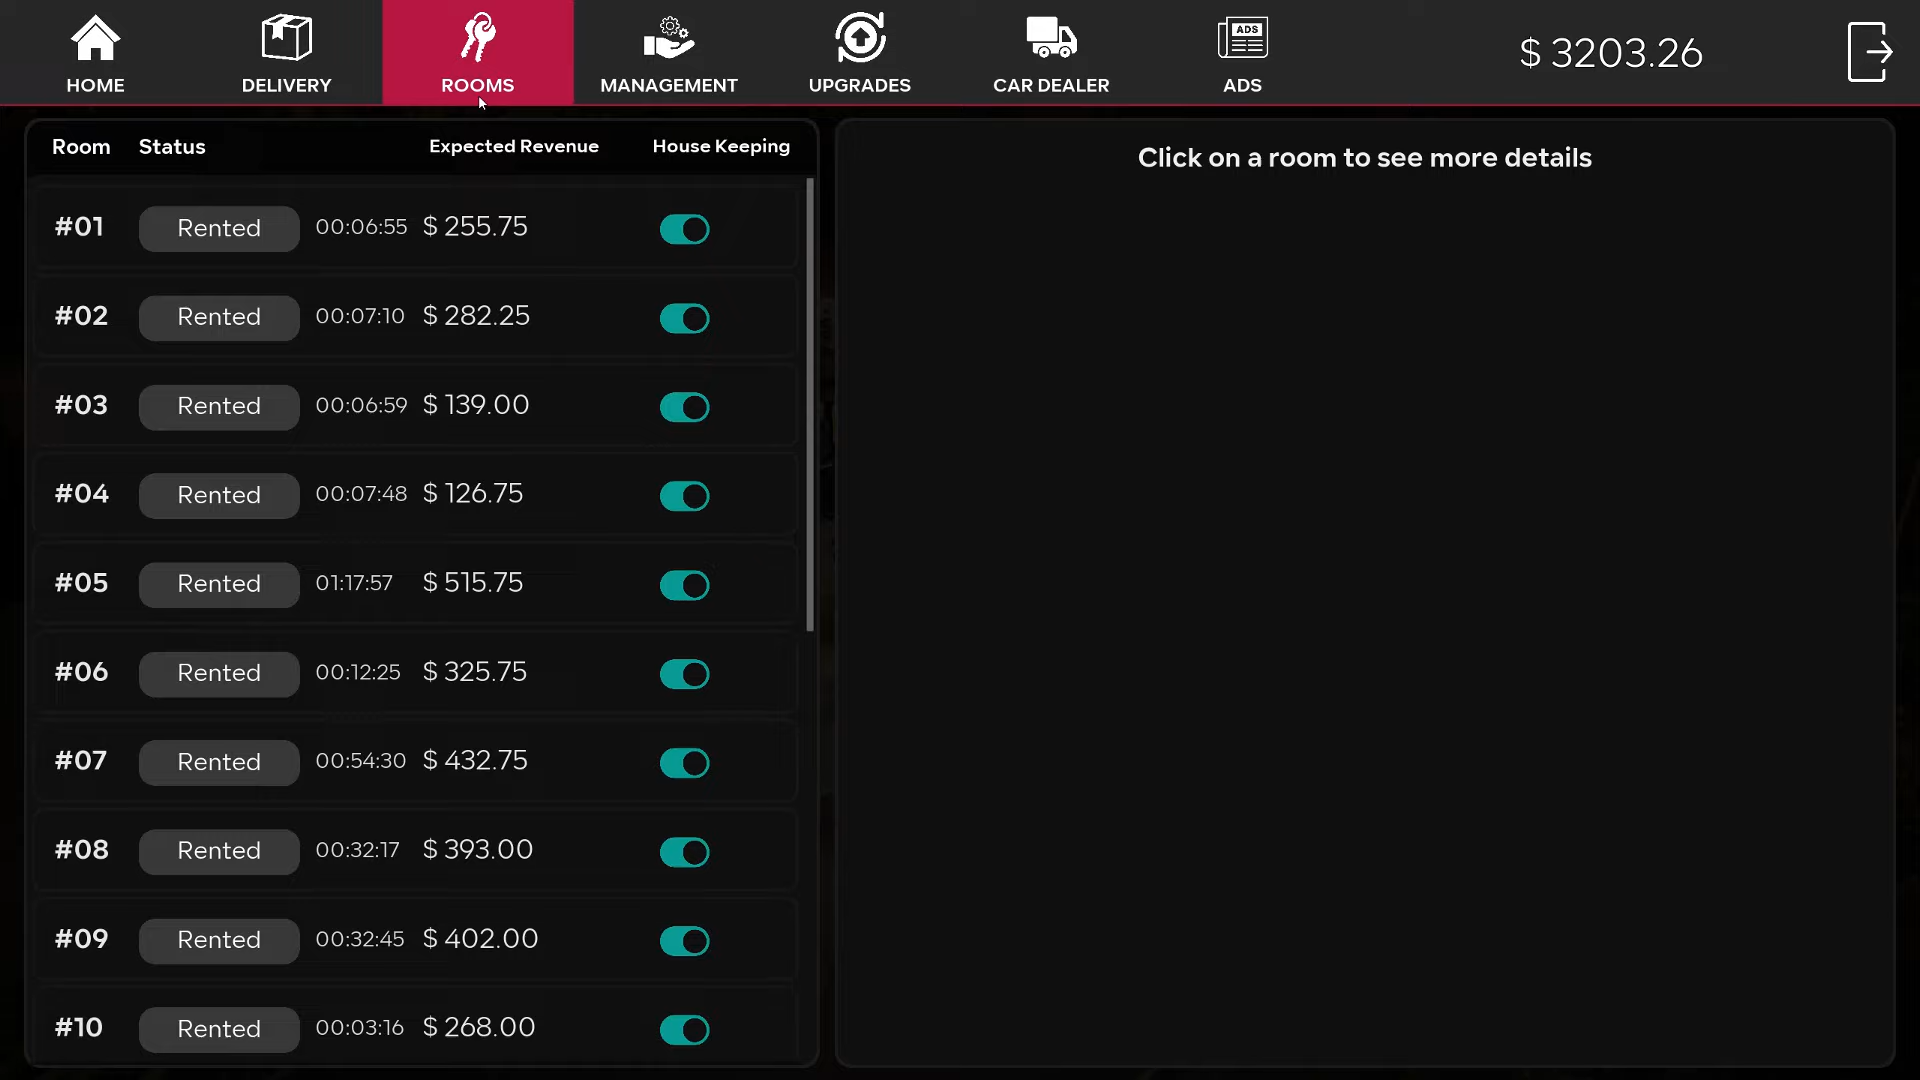 HOME DELIVERY ROOMS MANAGEMENT UPGRADES CAR DEALER ADS $ 3203.26
ADS
Room Status Expected Revenue House Keeping
#01 Rented 00:06:55 $ 255.75
#02 Rented 00:07:10 $ 282.25
#03 Rented 00:06:59 $ 139.00
#04 Rented 00:07:48 $ 126.75
#05 Rented 01:17:57 $ 515.75
#06 Rented 00:12:25 $ 325.75
#07 Rented 00:54:30 $ 432.75
#08 Rented 00:32:17 $ 393.00
#09 Rented 00:32:45 $ 402.00
#10 Rented 00:03:16 $ 268.00
Click on a room to see more details